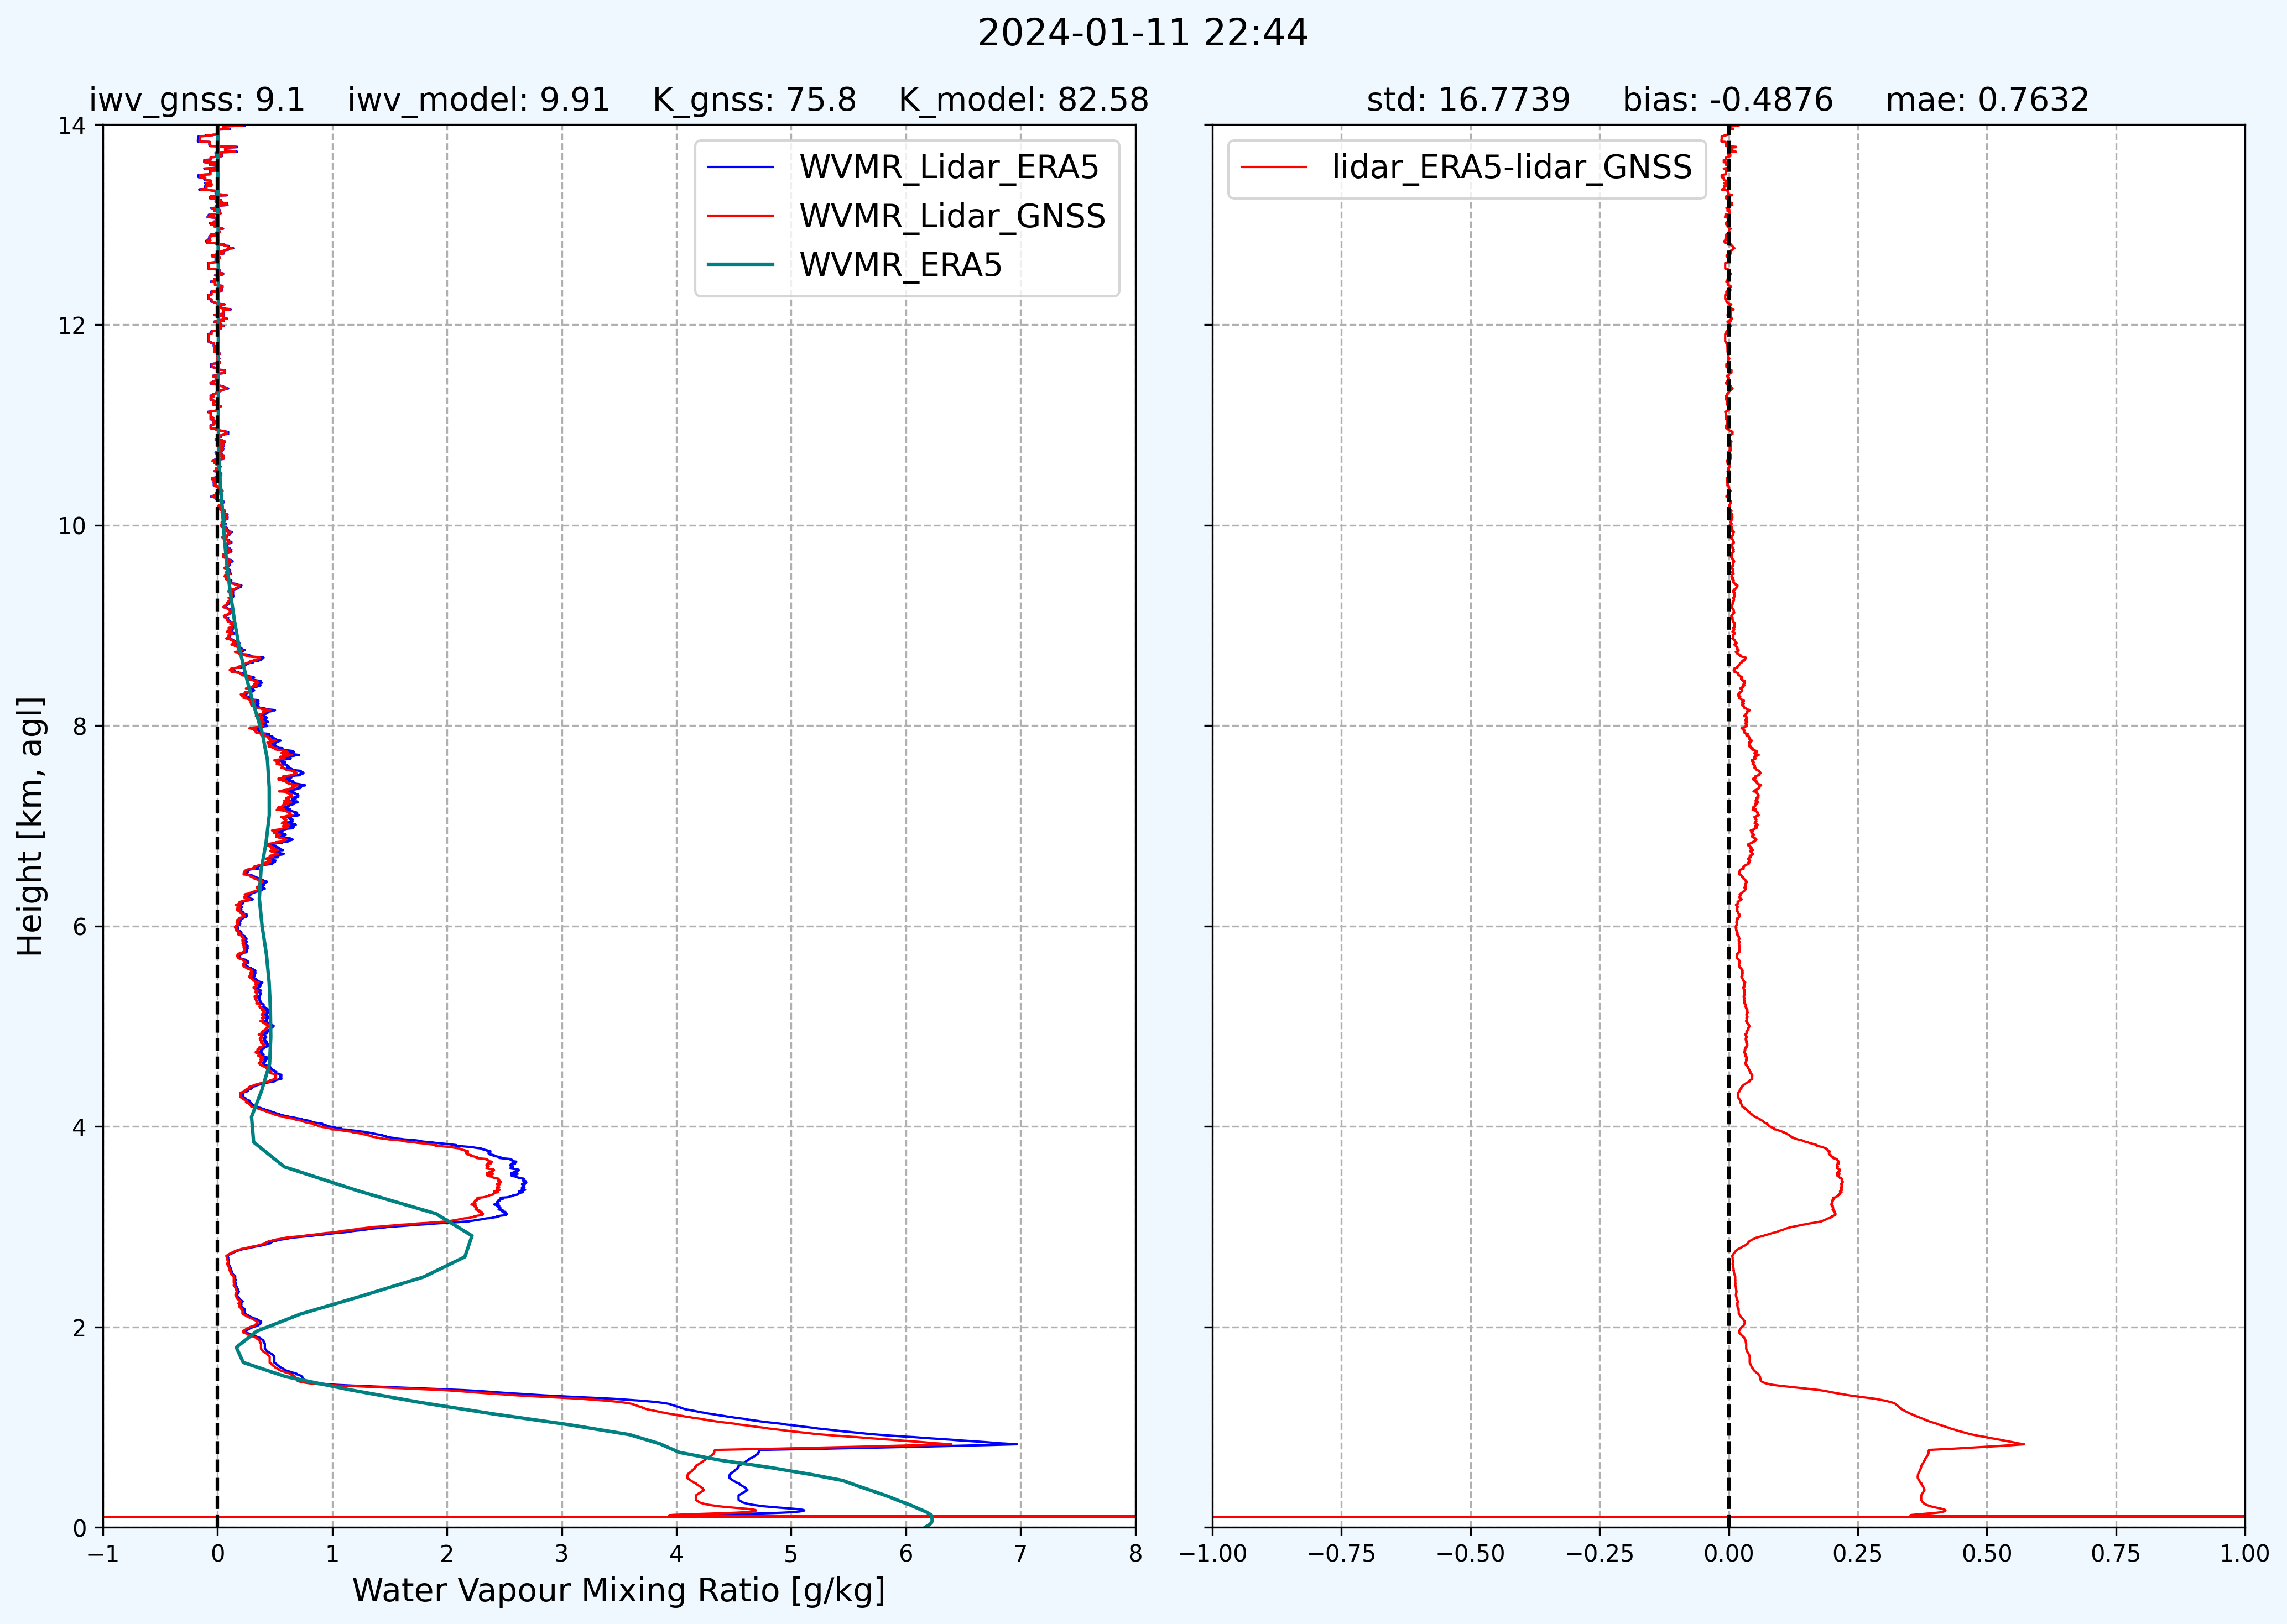 2024-01-11 22:44
iwv_gnss: 9.1 iwv_model: 9.91 K_gnss: 75.8 K_model: 82.58
std: 16.7739 bias: -0.4876 mae: 0.7632
WVMR_Lidar_ERA5
WVMR_Lidar_GNSS
WVMR_ERA5
lidar_ERA5-lidar_GNSS
Height [km, agl]
14
12
10
8
6
4
2
0
−1 0 1 2 3 4 5 6 7 8
Water Vapour Mixing Ratio [g/kg]
−1.00 −0.75 −0.50 −0.25 0.00 0.25 0.50 0.75 1.00